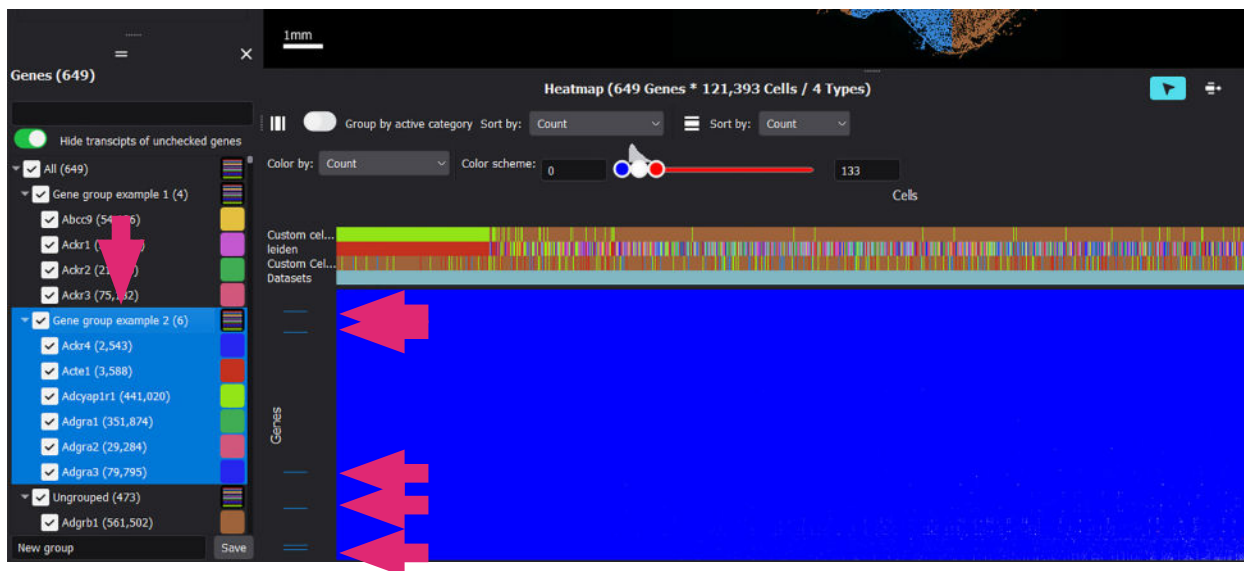 1mm
Genes (649)
Heatmap (649 Genes * 121,393 Cells / 4 Types)
Group by active category Sort by: Count
Sort by: Count
Hide transcipts of unchecked genes
Color by: Count
Color scheme: 0
133
Cells
All (649)
Gene group example 1 (4)
Abcc9
Ackr1
Ackr2
Ackr3
Gene group example 2 (6)
Ackr4 (2,543)
Acte1 (3,588)
Adcyap1r1 (441,020)
Adgra1 (351,874)
Adgra2 (29,284)
Adgra3 (79,795)
Ungrouped (473)
Adgrb1 (561,502)
New group
Save
Custom cel...
leiden
Custom Cel...
Datasets
Genes